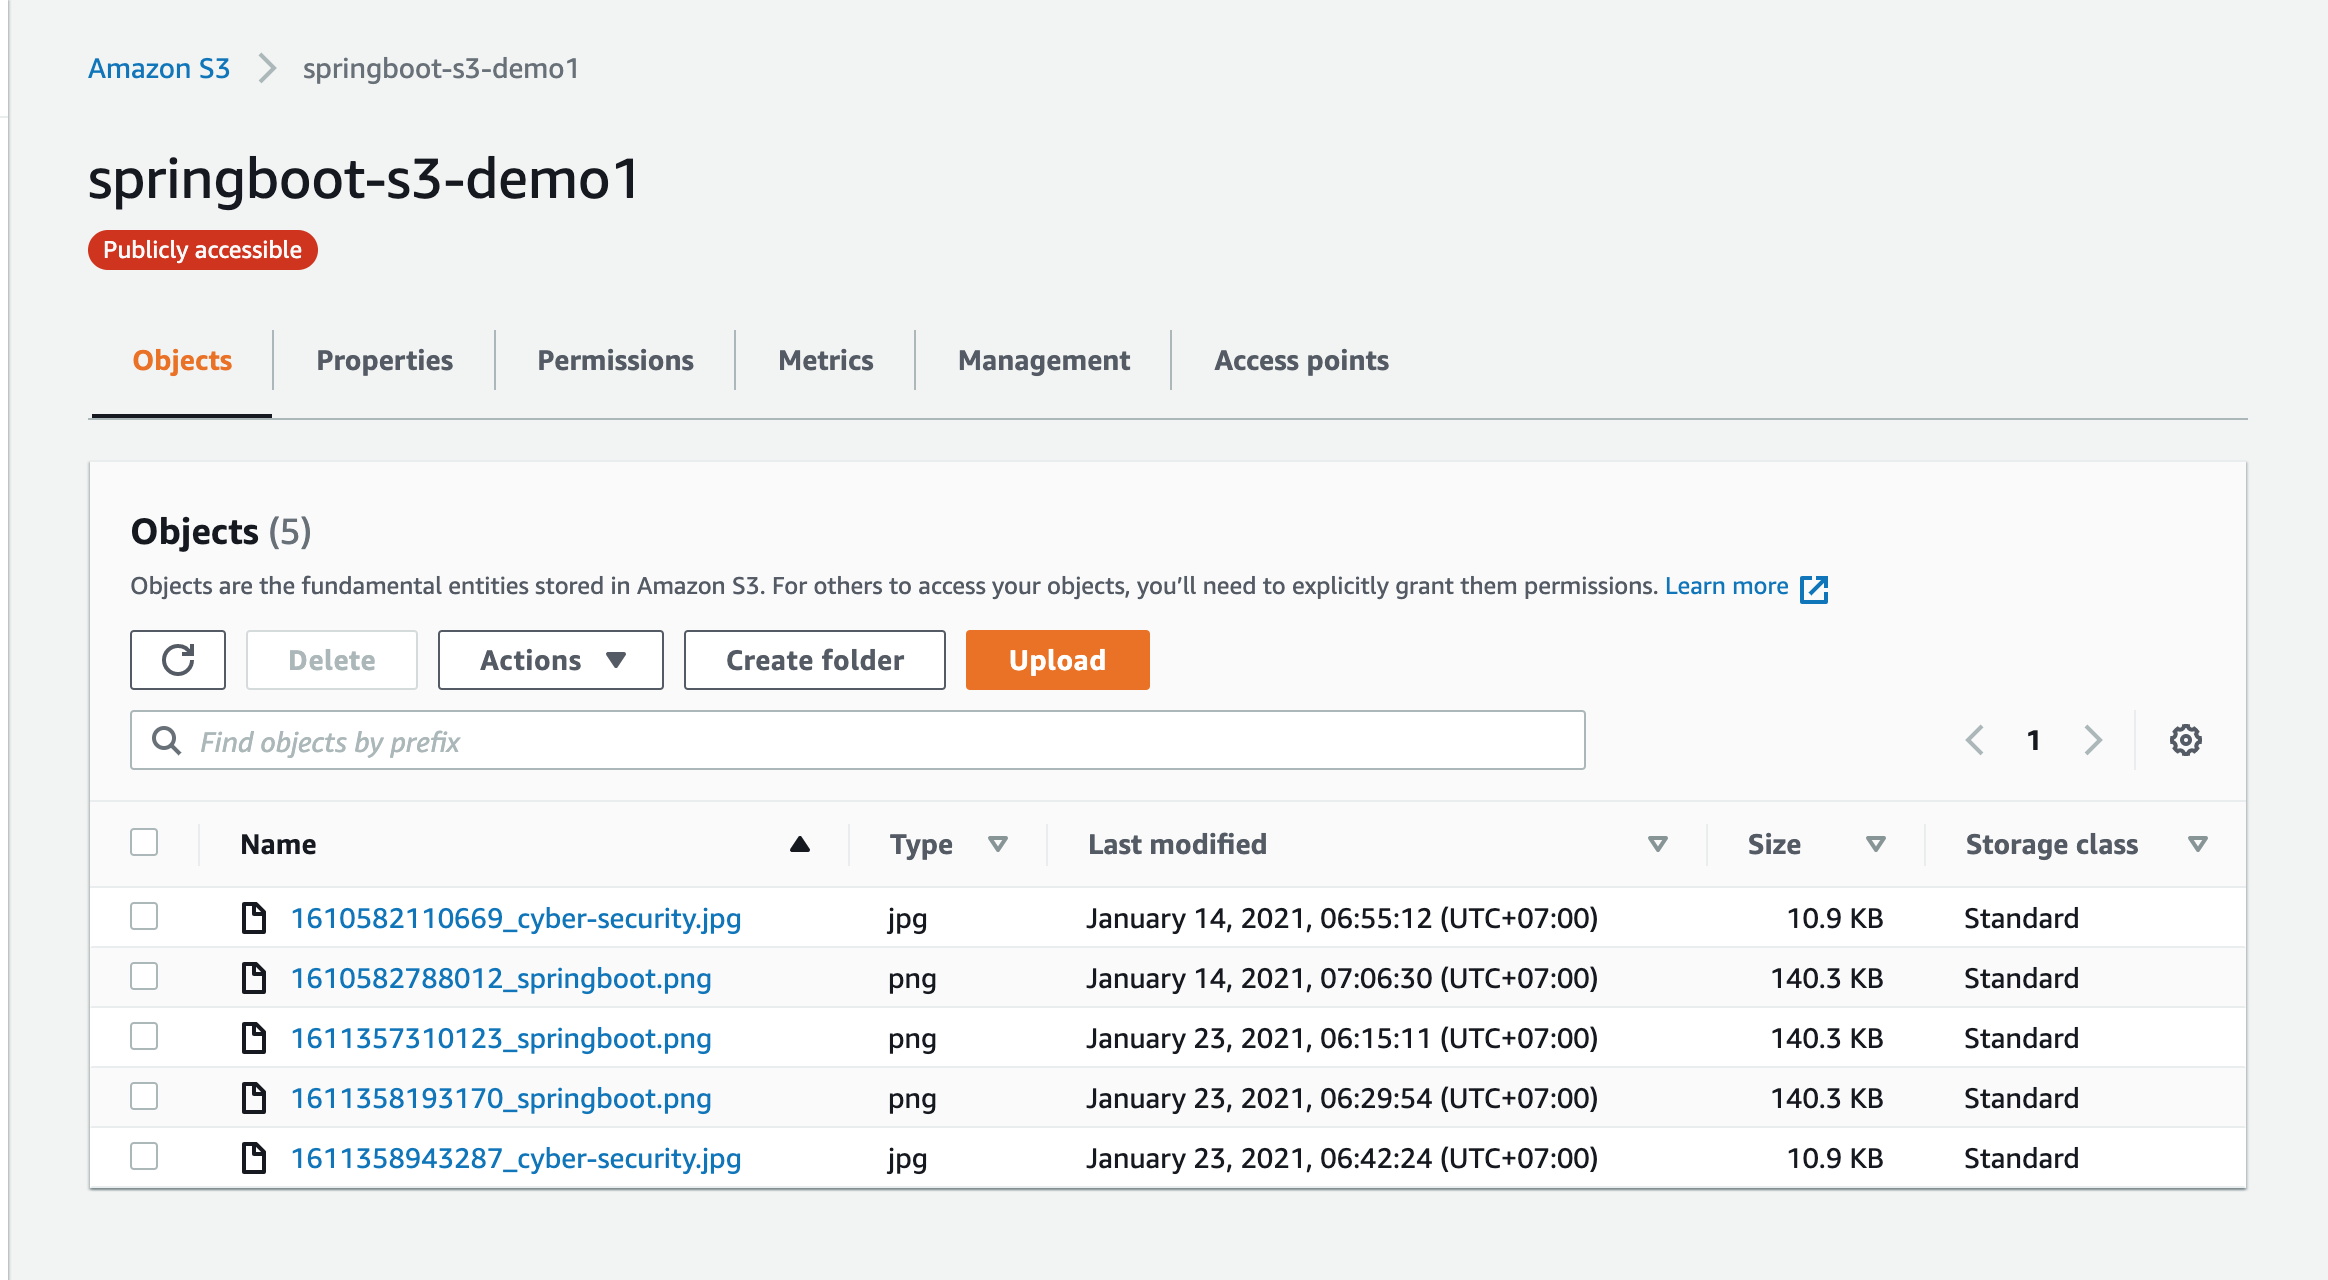 Amazon S3 > springboot-s3-demo1
springboot-s3-demo1
Publicly accessible
Objects Properties Permissions Metrics Management Access points
Objects (5)
Objects are the fundamental entities stored in Amazon S3. For others to access your objects, you’ll need to explicitly grant them permissions. Learn more
Delete Actions Create folder Upload
Find objects by prefix 1
Name Type Last modified Size Storage class
1610582110669_cyber-security.jpg jpg January 14, 2021, 06:55:12 (UTC+07:00) 10.9 KB Standard
1610582788012_springboot.png png January 14, 2021, 07:06:30 (UTC+07:00) 140.3 KB Standard
1611357310123_springboot.png png January 23, 2021, 06:15:11 (UTC+07:00) 140.3 KB Standard
1611358193170_springboot.png png January 23, 2021, 06:29:54 (UTC+07:00) 140.3 KB Standard
1611358943287_cyber-security.jpg jpg January 23, 2021, 06:42:24 (UTC+07:00) 10.9 KB Standard